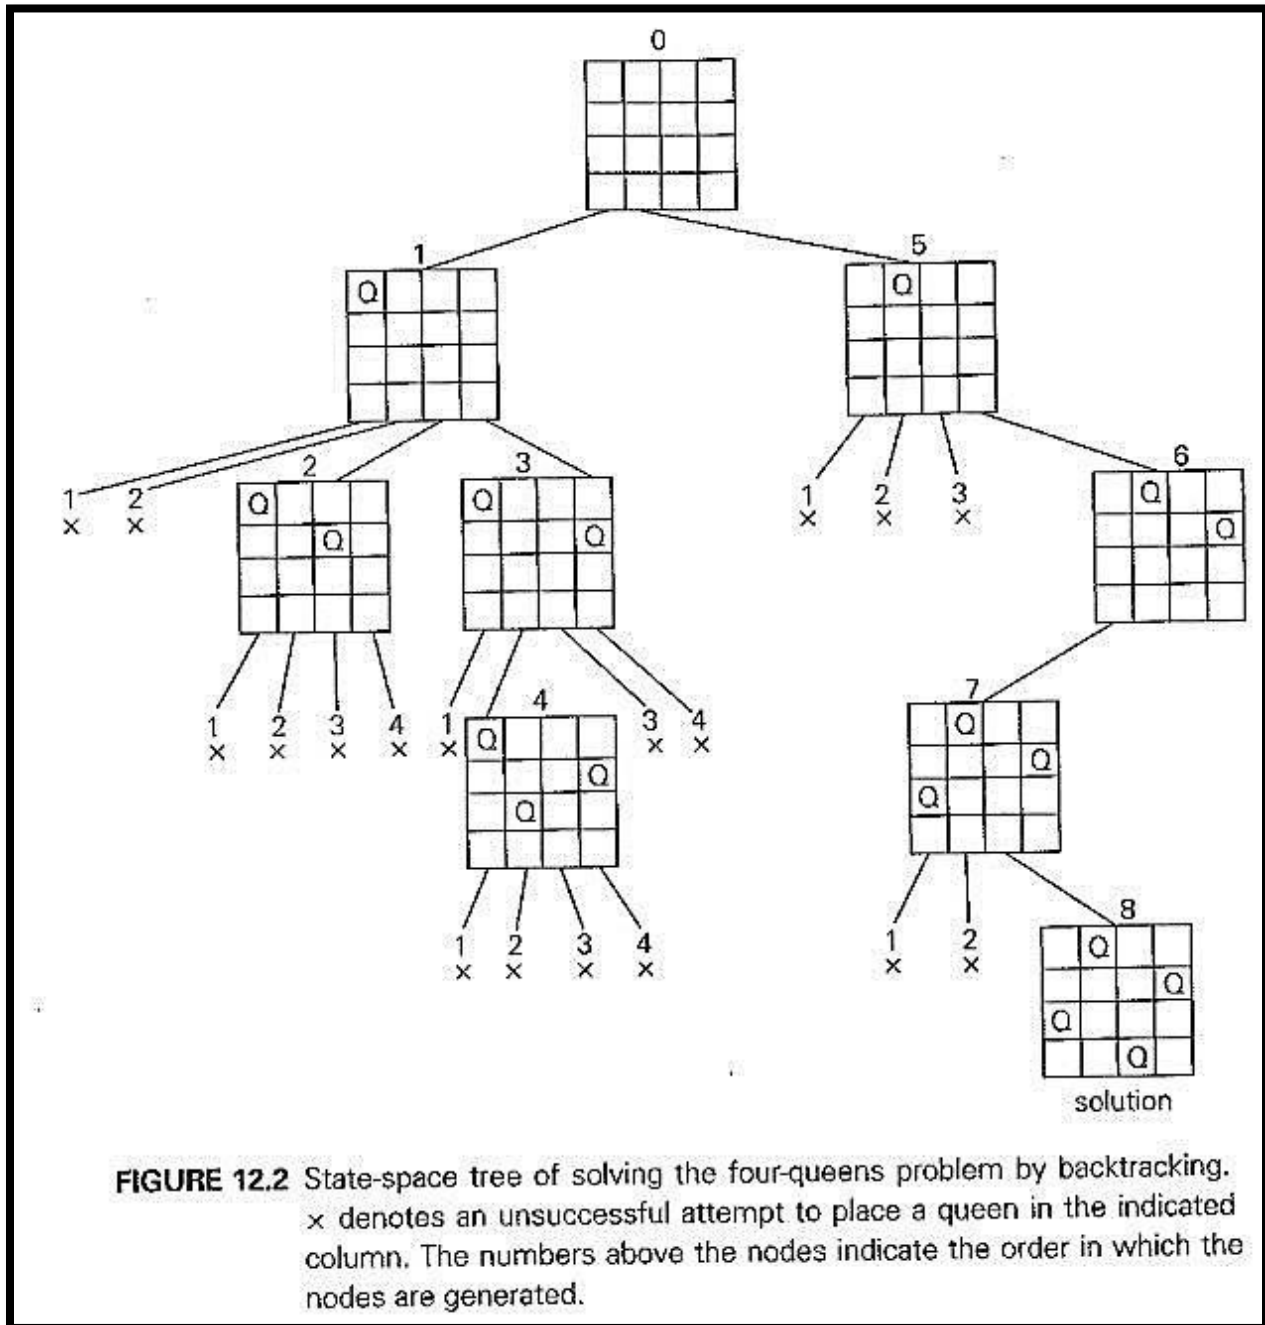 0
1
5
Q
Q
1
2
2
3
1
2
3
6
×
×
Q
Q
×
×
×
Q
Q
Q
Q
1
2
3
4
1
4
3
4
7
×
×
×
×
×
Q
×
×
Q
Q
Q
Q
Q
1
2
3
4
1
2
8
×
×
×
×
×
×
Q
Q
Q
Q
solution
FIGURE 12.2 State-space tree of solving the four-queens problem by backtracking.
× denotes an unsuccessful attempt to place a queen in the indicated
column. The numbers above the nodes indicate the order in which the
nodes are generated.